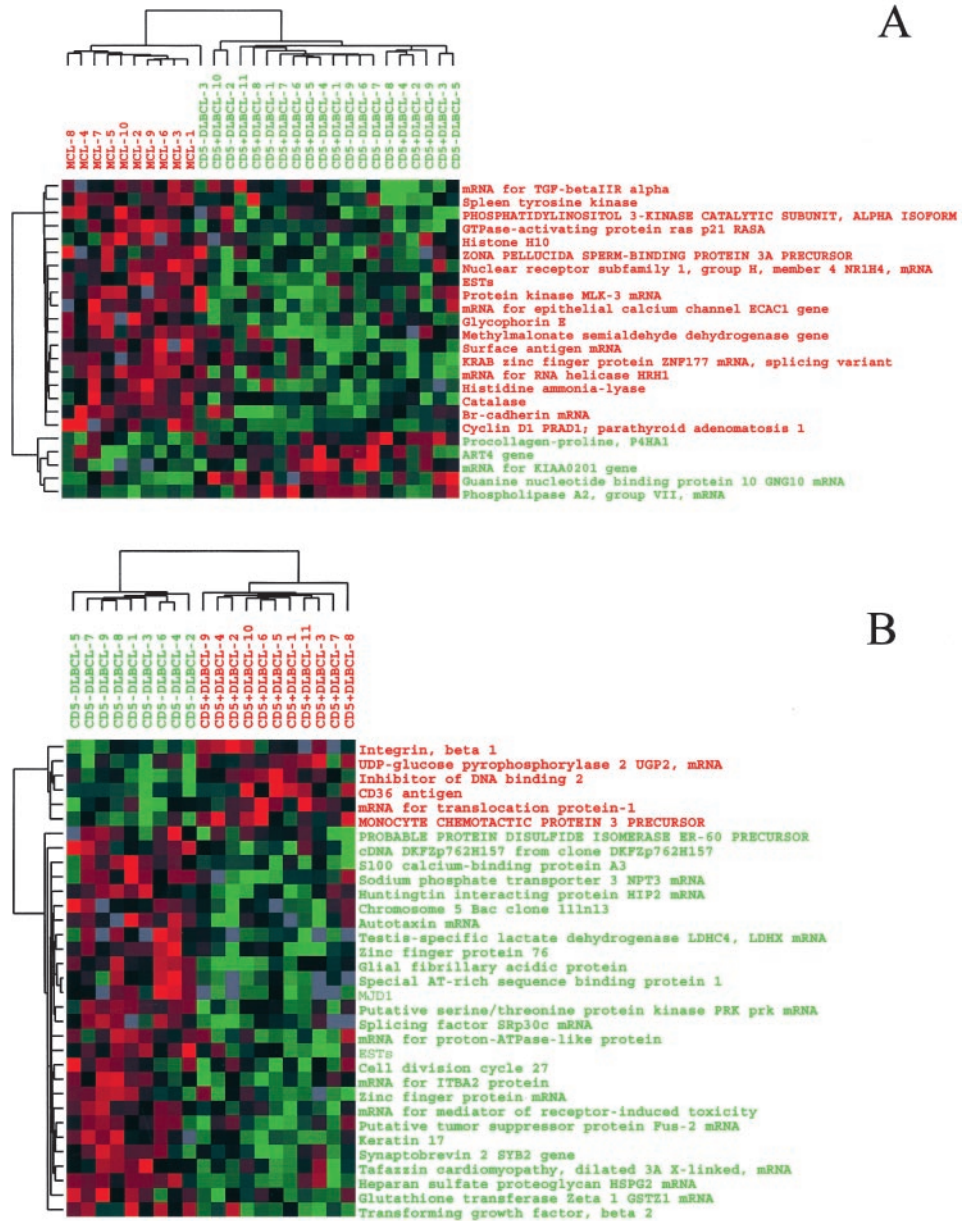 A
MCL-8
MCL-4
MCL-7
MCL-5
MCL-10
MCL-2
MCL-9
MCL-6
MCL-3
MCL-1
CD5-DLBCL-3
CD5+DLBCL-10
CD5-DLBCL-2
CD5+DLBCL-11
CD5+DLBCL-8
CD5-DLBCL-1
CD5+DLBCL-7
CD5+DLBCL-6
CD5+DLBCL-5
CD5-DLBCL-4
CD5+DLBCL-1
CD5-DLBCL-9
CD5-DLBCL-6
CD5-DLBCL-7
CD5-DLBCL-8
CD5+DLBCL-4
CD5+DLBCL-2
CD5+DLBCL-9
CD5+DLBCL-3
CD5-DLBCL-5
mRNA for TGF-betaIIR alpha
Spleen tyrosine kinase
PHOSPHATIDYLINOSITOL 3-KINASE CATALYTIC SUBUNIT, ALPHA ISOFORM
GTPase-activating protein ras p21 RASA
Histone H10
ZONA PELLUCIDA SPERM-BINDING PROTEIN 3A PRECURSOR
Nuclear receptor subfamily 1, group H, member 4 NR1H4, mRNA
ESTs
Protein kinase MLK-3 mRNA
mRNA for epithelial calcium channel ECAC1 gene
Glycophorin E
Methylmalonate semialdehyde dehydrogenase gene
Surface antigen mRNA
KRAB zinc finger protein ZNF177 mRNA, splicing variant
mRNA for RNA helicase HRH1
Histidine ammonia-lyase
Catalase
Br-cadherin mRNA
Cyclin D1 PRAD1; parathyroid adenomatosis 1
Procollagen-proline, P4HA1
ART4 gene
mRNA for KIAA0201 gene
Guanine nucleotide binding protein 10 GNG10 mRNA
Phospholipase A2, group VII, mRNA
B
CD5-DLBCL-5
CD5-DLBCL-7
CD5-DLBCL-9
CD5-DLBCL-8
CD5-DLBCL-1
CD5-DLBCL-3
CD5-DLBCL-6
CD5-DLBCL-4
CD5-DLBCL-2
CD5+DLBCL-9
CD5+DLBCL-4
CD5+DLBCL-2
CD5+DLBCL-10
CD5+DLBCL-6
CD5+DLBCL-5
CD5+DLBCL-1
CD5+DLBCL-11
CD5+DLBCL-3
CD5+DLBCL-7
CD5+DLBCL-8
Integrin, beta 1
UDP-glucose pyrophosphorylase 2 UGP2, mRNA
Inhibitor of DNA binding 2
CD36 antigen
mRNA for translocation protein-1
MONOCYTE CHEMOTACTIC PROTEIN 3 PRECURSOR
PROBABLE PROTEIN DISULFIDE ISOMERASE ER-60 PRECURSOR
cDNA DKFZp762H157 from clone DKFZp762H157
S100 calcium-binding protein A3
Sodium phosphate transporter 3 NPT3 mRNA
Huntingtin interacting protein HIP2 mRNA
Chromosome 5 Bac clone 111n13
Autotaxin mRNA
Testis-specific lactate dehydrogenase LDHC4, LDHX mRNA
Zinc finger protein 76
Glial fibrillary acidic protein
Special AT-rich sequence binding protein 1
MJD1
Putative serine/threonine protein kinase PRK prk mRNA
Splicing factor SRp30c mRNA
mRNA for proton-ATPase-like protein
ESTs
Cell division cycle 27
mRNA for ITBA2 protein
Zinc finger protein mRNA
mRNA for mediator of receptor-induced toxicity
Putative tumor suppressor protein Fus-2 mRNA
Keratin 17
Synaptobrevin 2 SYB2 gene
Tafazzin cardiomyopathy, dilated 3A X-linked, mRNA
Heparan sulfate proteoglycan HSPG2 mRNA
Glutathione transferase Zeta 1 GSTZ1 mRNA
Transforming growth factor, beta 2